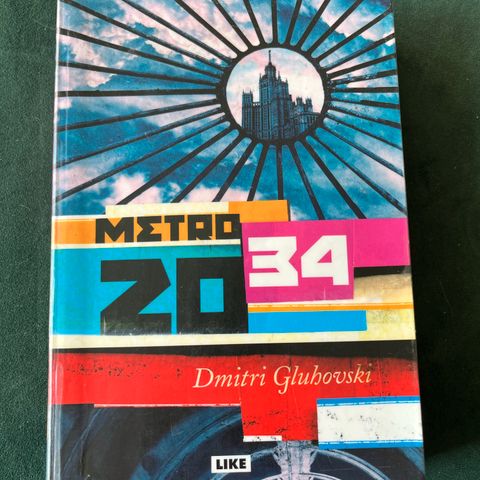 METRO
2034
Dmitri Gluhovski
LIKE